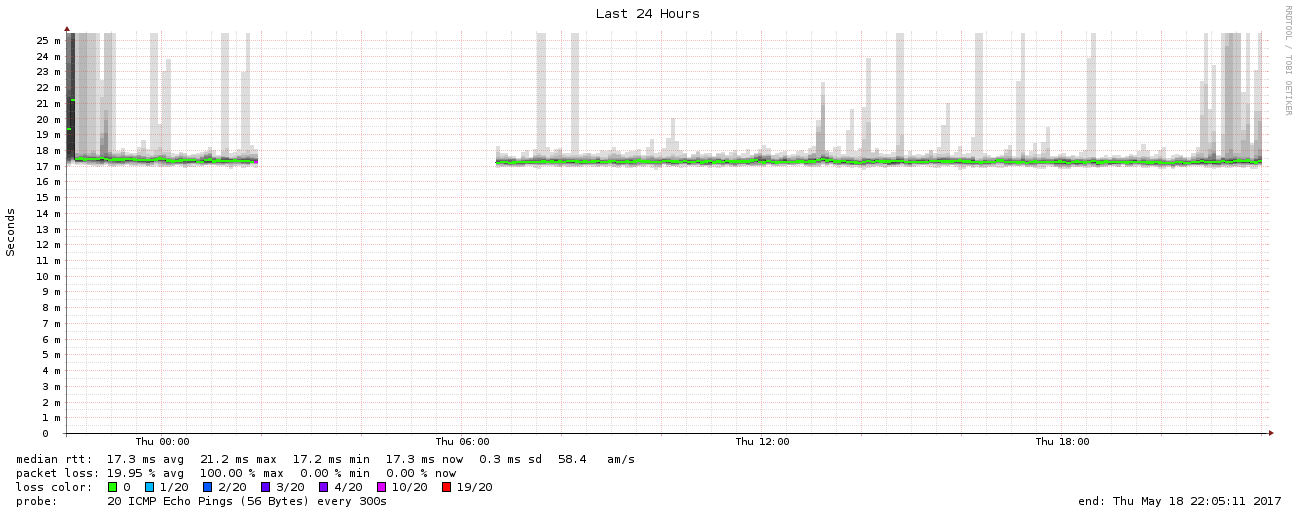 Last 24 Hours
RRDTOOL / TOBI OETIKER
Seconds
25 m
24 m
23 m
22 m
21 m
20 m
19 m
18 m
17 m
16 m
15 m
14 m
13 m
12 m
11 m
10 m
9 m
8 m
7 m
6 m
5 m
4 m
3 m
2 m
1 m
0
Thu 00:00 Thu 06:00 Thu 12:00 Thu 18:00
median rtt: 17.3 ms avg 21.2 ms max 17.2 ms min 17.3 ms now 0.3 ms sd 58.4 am/s
packet loss: 19.95 % avg 100.00 % max 0.00 % min 0.00 % now
loss color: 0 1/20 2/20 3/20 4/20 10/20 19/20
probe: 20 ICMP Echo Pings (56 Bytes) every 300s end: Thu May 18 22:05:11 2017